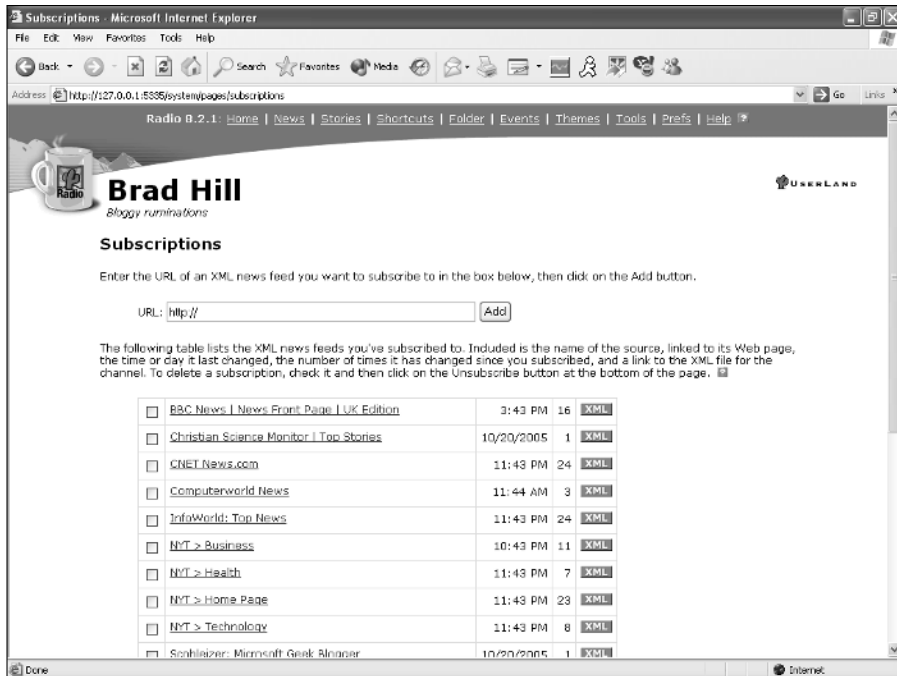 Subscriptions - Microsoft Internet Explorer
File Edit View Favorites Tools Help
Back Search Favorites Media
Address http://127.0.0.1:5335/system/pages/subscriptions Go Links
Radio 8.2.1: Home | News | Stories | Shortcuts | Folder | Events | Themes | Tools | Prefs | Help ?
Radio
Brad Hill
USERLAND
Bloggy ruminations
Subscriptions
Enter the URL of an XML news feed you want to subscribe to in the box below, then click on the Add button.
URL: http:// Add
The following table lists the XML news feeds you've subscribed to. Included is the name of the source, linked to its Web page,
the time or day it last changed, the number of times it has changed since you subscribed, and a link to the XML file for the
channel. To delete a subscription, check it and then click on the Unsubscribe button at the bottom of the page. ?
BBC News | News Front Page | UK Edition 3:43 PM 16 XML
Christian Science Monitor | Top Stories 10/20/2005 1 XML
CNET News.com 11:43 PM 24 XML
Computerworld News 11:44 AM 3 XML
InfoWorld: Top News 11:43 PM 24 XML
NYT > Business 10:43 PM 11 XML
NYT > Health 11:43 PM 7 XML
NYT > Home Page 11:43 PM 23 XML
NYT > Technology 11:43 PM 8 XML
Microsoft Geek Blogger 10/20/2005 1 XML
Done Internet